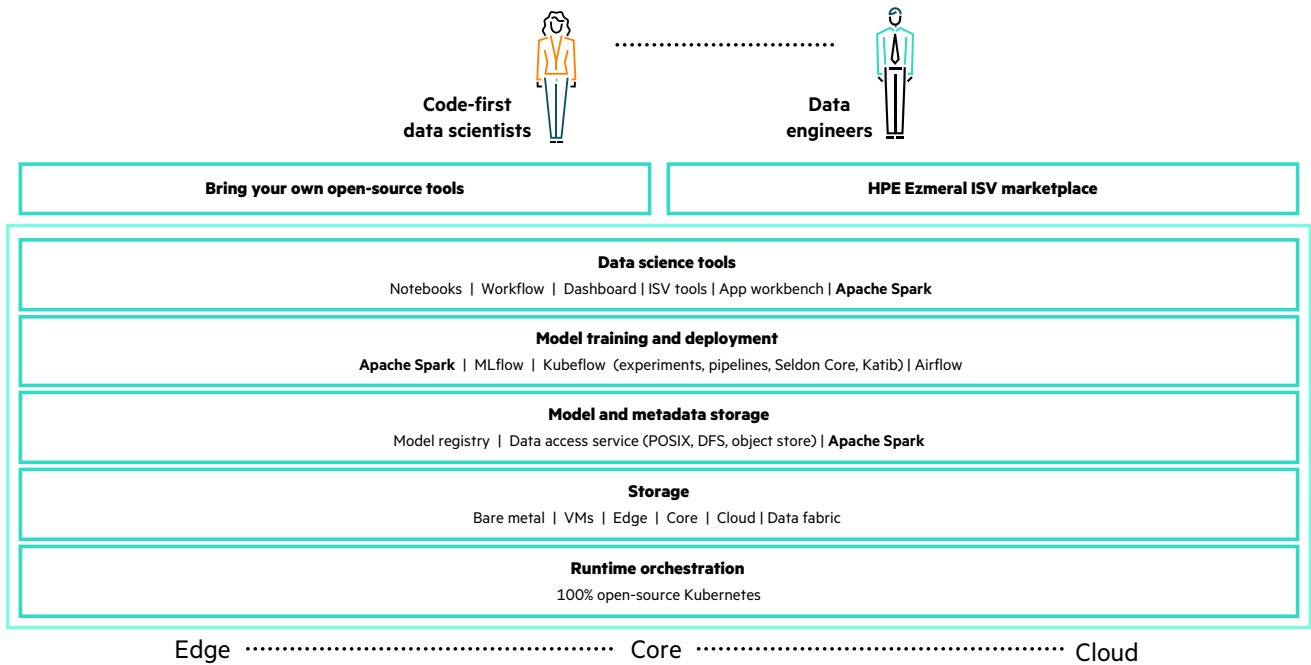 Code-first
data scientists
Data
engineers
Bring your own open-source tools
HPE Ezmeral ISV marketplace
Data science tools
Notebooks | Workflow | Dashboard | ISV tools | App workbench | Apache Spark
Model training and deployment
Apache Spark | MLflow | Kubeflow (experiments, pipelines, Seldon Core, Katib) | Airflow
Model and metadata storage
Model registry | Data access service (POSIX, DFS, object store) | Apache Spark
Storage
Bare metal | VMs | Edge | Core | Cloud | Data fabric
Runtime orchestration
100% open-source Kubernetes
Edge
Core
Cloud